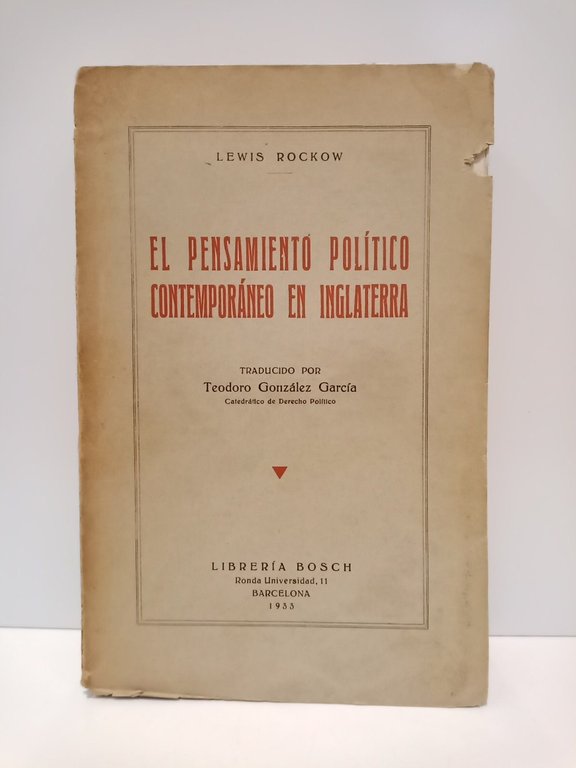 LEWIS ROCKOW
EL PENSAMIENTO POLÍTICO
CONTEMPORÁNEO EN INGLATERRA
TRADUCIDO POR
Teodoro González García
Catedrático de Derecho Político
LIBRERÍA BOSCH
Ronda Universidad, 11
BARCELONA
1933